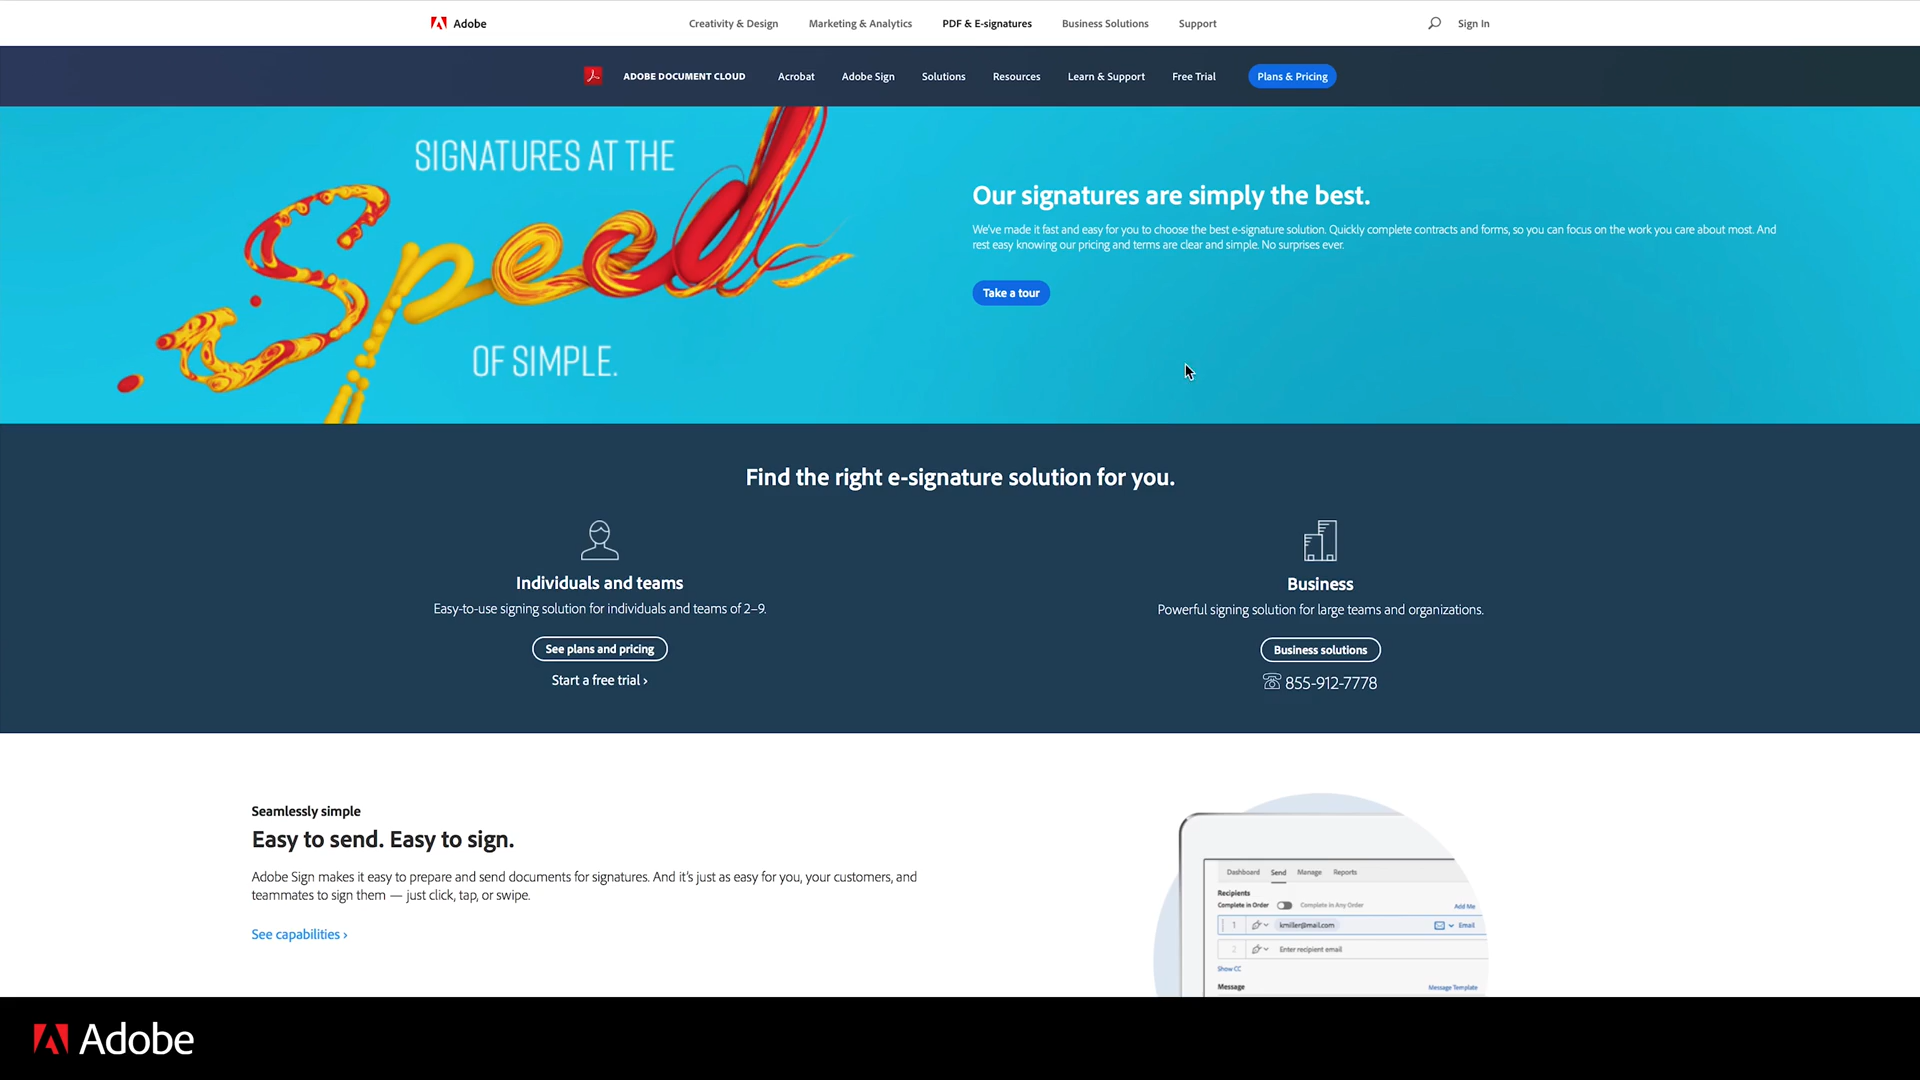 Adobe
Creativity & Design
Marketing & Analytics
PDF & E-signatures
Business Solutions
Support
Sign In
ADOBE DOCUMENT CLOUD
Acrobat
Adobe Sign
Solutions
Resources
Learn & Support
Free Trial
Plans & Pricing
SIGNATURES AT THE
Speed
OF SIMPLE.
Our signatures are simply the best.
We've made it fast and easy for you to choose the best e-signature solution. Quickly complete contracts and forms, so you can focus on the work you care about most. And
rest easy knowing our pricing and terms are clear and simple. No surprises ever.
Take a tour
Find the right e-signature solution for you.
Individuals and teams
Easy-to-use signing solution for individuals and teams of 2–9.
See plans and pricing
Start a free trial ›
Business
Powerful signing solution for large teams and organizations.
Business solutions
855-912-7778
Seamlessly simple
Easy to send. Easy to sign.
Adobe Sign makes it easy to prepare and send documents for signatures. And it's just as easy for you, your customers, and
teammates to sign them — just click, tap, or swipe.
See capabilities ›
Dashboard Send Manage Reports
Recipients
Complete in Order Complete in Any Order Add Me
1 kmiller@mail.com Email
2 Enter recipient email
Show CC
Message Message Template
Adobe